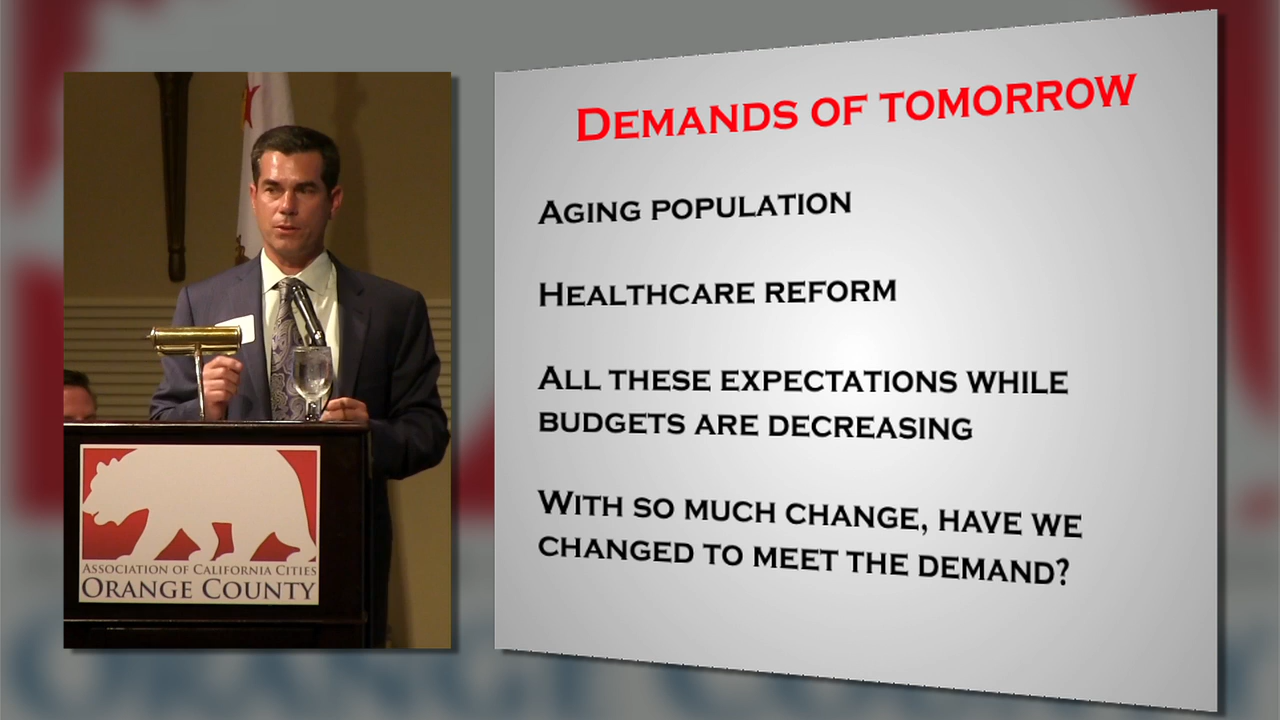 ASSOCIATION OF CALIFORNIA CITIES
ORANGE COUNTY
DEMANDS OF TOMORROW
AGING POPULATION
HEALTHCARE REFORM
ALL THESE EXPECTATIONS WHILE
BUDGETS ARE DECREASING
WITH SO MUCH CHANGE, HAVE WE
CHANGED TO MEET THE DEMAND?